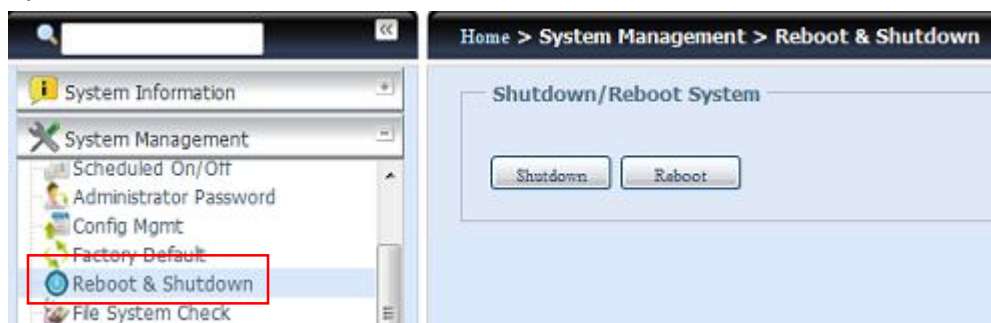 Home > System Management > Reboot & Shutdown
System Information
System Management
Scheduled On/Off
Administrator Password
Config Mgmt
Factory Default
Reboot & Shutdown
File System Check
Shutdown/Reboot System
Shutdown
Reboot